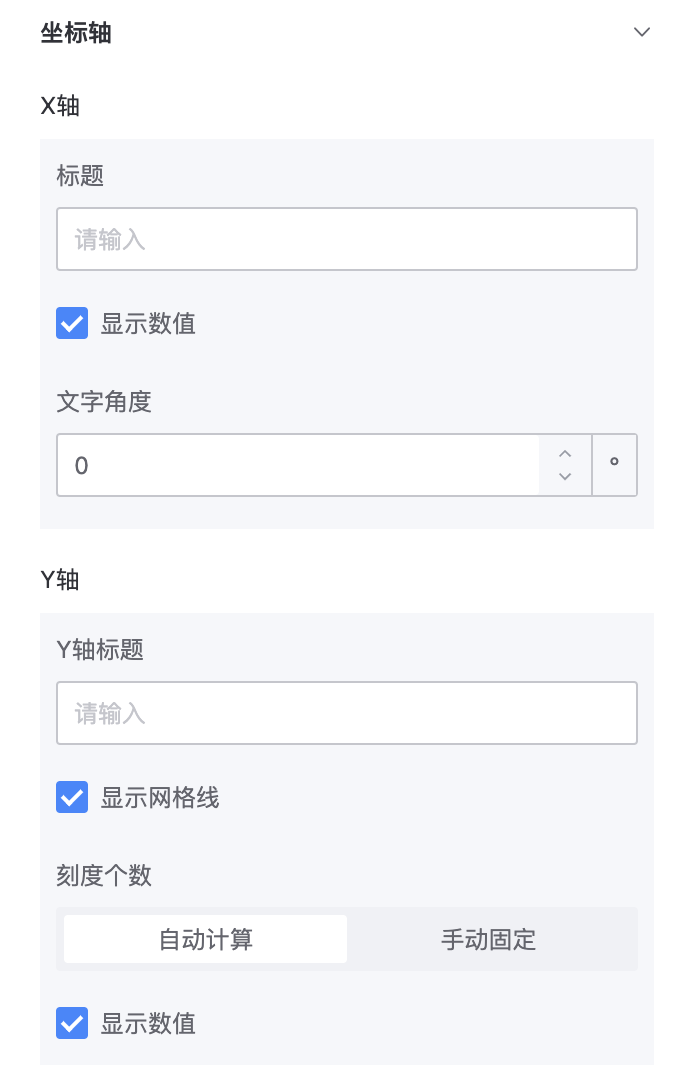 坐标轴
X轴
标题
请输入
显示数值
文字角度
0 °
Y轴
Y轴标题
请输入
显示网格线
刻度个数
自动计算 手动固定
显示数值